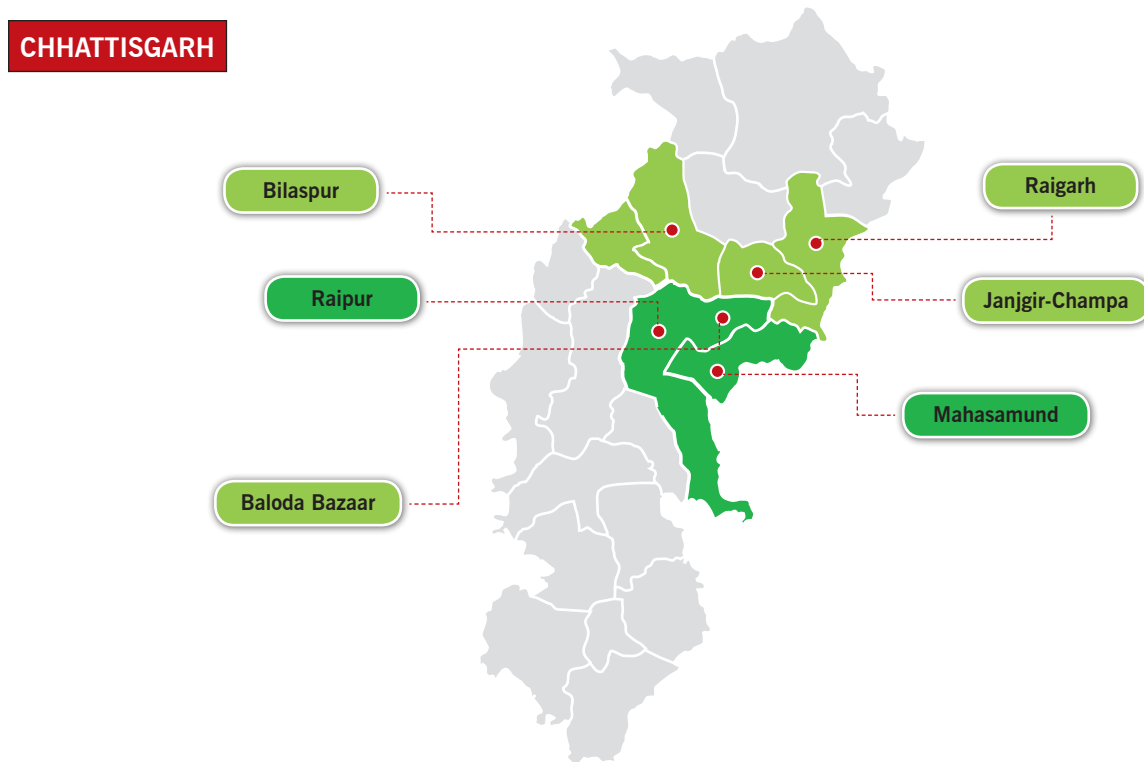 CHHATTISGARH
Bilaspur
Raigarh
Raipur
Janjgir-Champa
Mahasamund
Baloda Bazaar